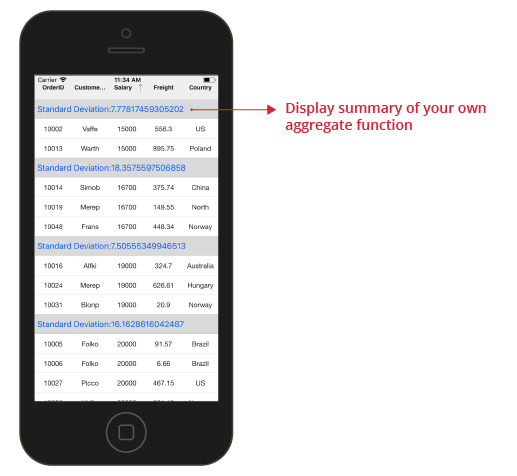 Carrier 11:34 AM
OrderID Custome... Salary ↑ Freight Country
Standard Deviation:7.77817459305202
Display summary of your own
aggregate function
10002 Vaffe 15000 556.3 US
10013 Warth 15000 895.75 Poland
Standard Deviation:18.3575597506858
10014 Simob 16700 375.74 China
10019 Merep 16700 149.55 North
10048 Frans 16700 448.34 Norway
Standard Deviation:7.50555349946513
10016 Alfki 19000 324.7 Australia
10024 Merep 19000 626.61 Hungary
10031 Blonp 19000 20.9 Norway
Standard Deviation:16.1628616042487
10005 Folko 20000 91.57 Brazil
10006 Folko 20000 6.66 Brazil
10027 Picco 20000 467.15 US